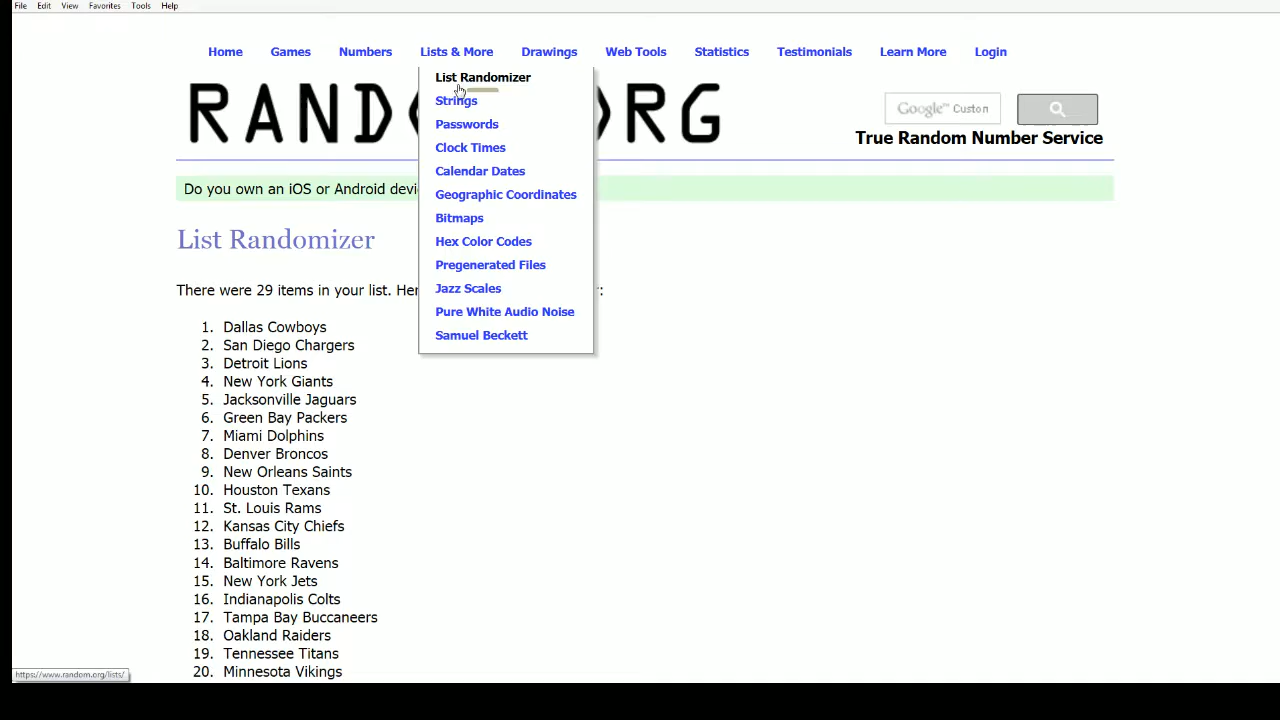 File Edit View Favorites Tools Help
Home Games Numbers Lists & More Drawings Web Tools Statistics Testimonials Learn More Login
List Randomizer
Strings
Passwords
Clock Times
Calendar Dates
Geographic Coordinates
Bitmaps
Hex Color Codes
Pregenerated Files
Jazz Scales
Pure White Audio Noise
Samuel Beckett
RAND RG
Google™ Custon
True Random Number Service
Do you own an iOS or Android devi
List Randomizer
There were 29 items in your list. Her :
1. Dallas Cowboys
2. San Diego Chargers
3. Detroit Lions
4. New York Giants
5. Jacksonville Jaguars
6. Green Bay Packers
7. Miami Dolphins
8. Denver Broncos
9. New Orleans Saints
10. Houston Texans
11. St. Louis Rams
12. Kansas City Chiefs
13. Buffalo Bills
14. Baltimore Ravens
15. New York Jets
16. Indianapolis Colts
17. Tampa Bay Buccaneers
18. Oakland Raiders
19. Tennessee Titans
20. Minnesota Vikings
https://www.random.org/lists/